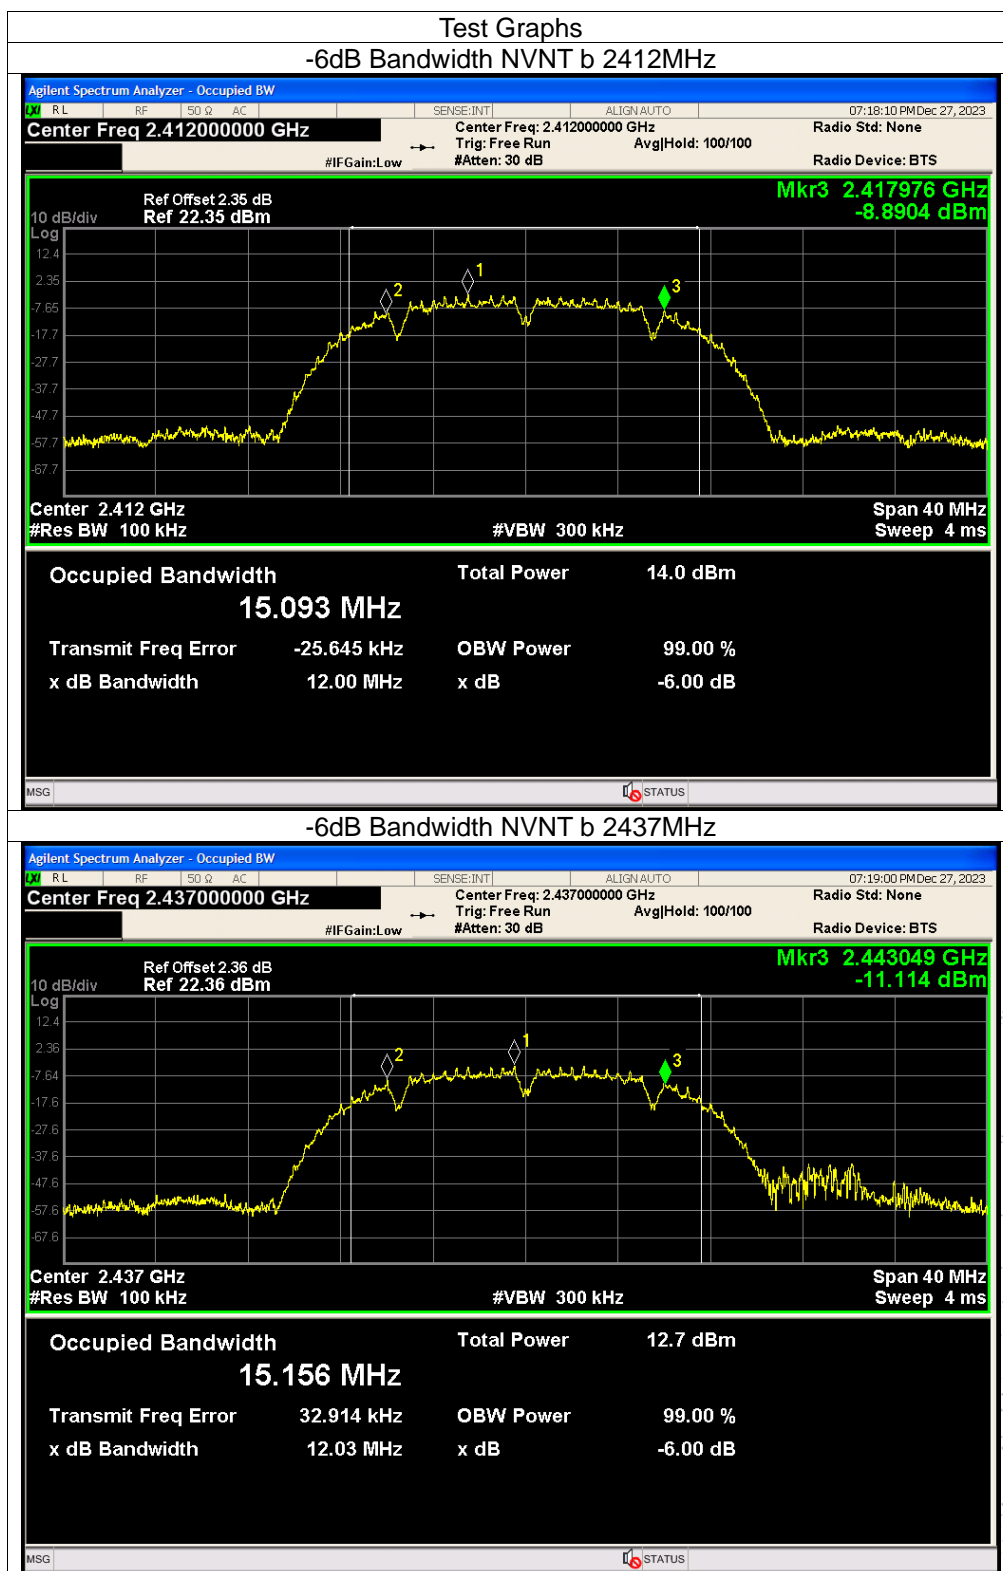 Test Graphs
-6dB Bandwidth NVNT b 2412MHz
Agilent Spectrum Analyzer - Occupied BW
LXI RL RF 50 Ω AC SENSE:INT ALIGN AUTO 07:18:10 PM Dec 27, 2023
Center Freq 2.412000000 GHz Center Freq: 2.412000000 GHz Radio Std: None
Trig: Free Run Avg|Hold: 100/100
#IFGain:Low #Atten: 30 dB Radio Device: BTS
Mkr3 2.417976 GHz
Ref Offset 2.35 dB -8.8904 dBm
10 dB/div Ref 22.35 dBm
Log
12.4
2.35
-7.65
-17.7
-27.7
-37.7
-47.7
-57.7
-67.7
1
2
3
Center 2.412 GHz Span 40 MHz
#Res BW 100 kHz #VBW 300 kHz Sweep 4 ms
Occupied Bandwidth Total Power 14.0 dBm
15.093 MHz
Transmit Freq Error -25.645 kHz OBW Power 99.00 %
x dB Bandwidth 12.00 MHz x dB -6.00 dB
MSG STATUS
-6dB Bandwidth NVNT b 2437MHz
Agilent Spectrum Analyzer - Occupied BW
LXI RL RF 50 Ω AC SENSE:INT ALIGN AUTO 07:19:00 PM Dec 27, 2023
Center Freq 2.437000000 GHz Center Freq: 2.437000000 GHz Radio Std: None
Trig: Free Run Avg|Hold: 100/100
#IFGain:Low #Atten: 30 dB Radio Device: BTS
Mkr3 2.443049 GHz
Ref Offset 2.36 dB -11.114 dBm
10 dB/div Ref 22.36 dBm
Log
12.4
2.36
-7.64
-17.6
-27.6
-37.6
-47.6
-57.6
-67.6
1
2
3
Center 2.437 GHz Span 40 MHz
#Res BW 100 kHz #VBW 300 kHz Sweep 4 ms
Occupied Bandwidth Total Power 12.7 dBm
15.156 MHz
Transmit Freq Error 32.914 kHz OBW Power 99.00 %
x dB Bandwidth 12.03 MHz x dB -6.00 dB
MSG STATUS